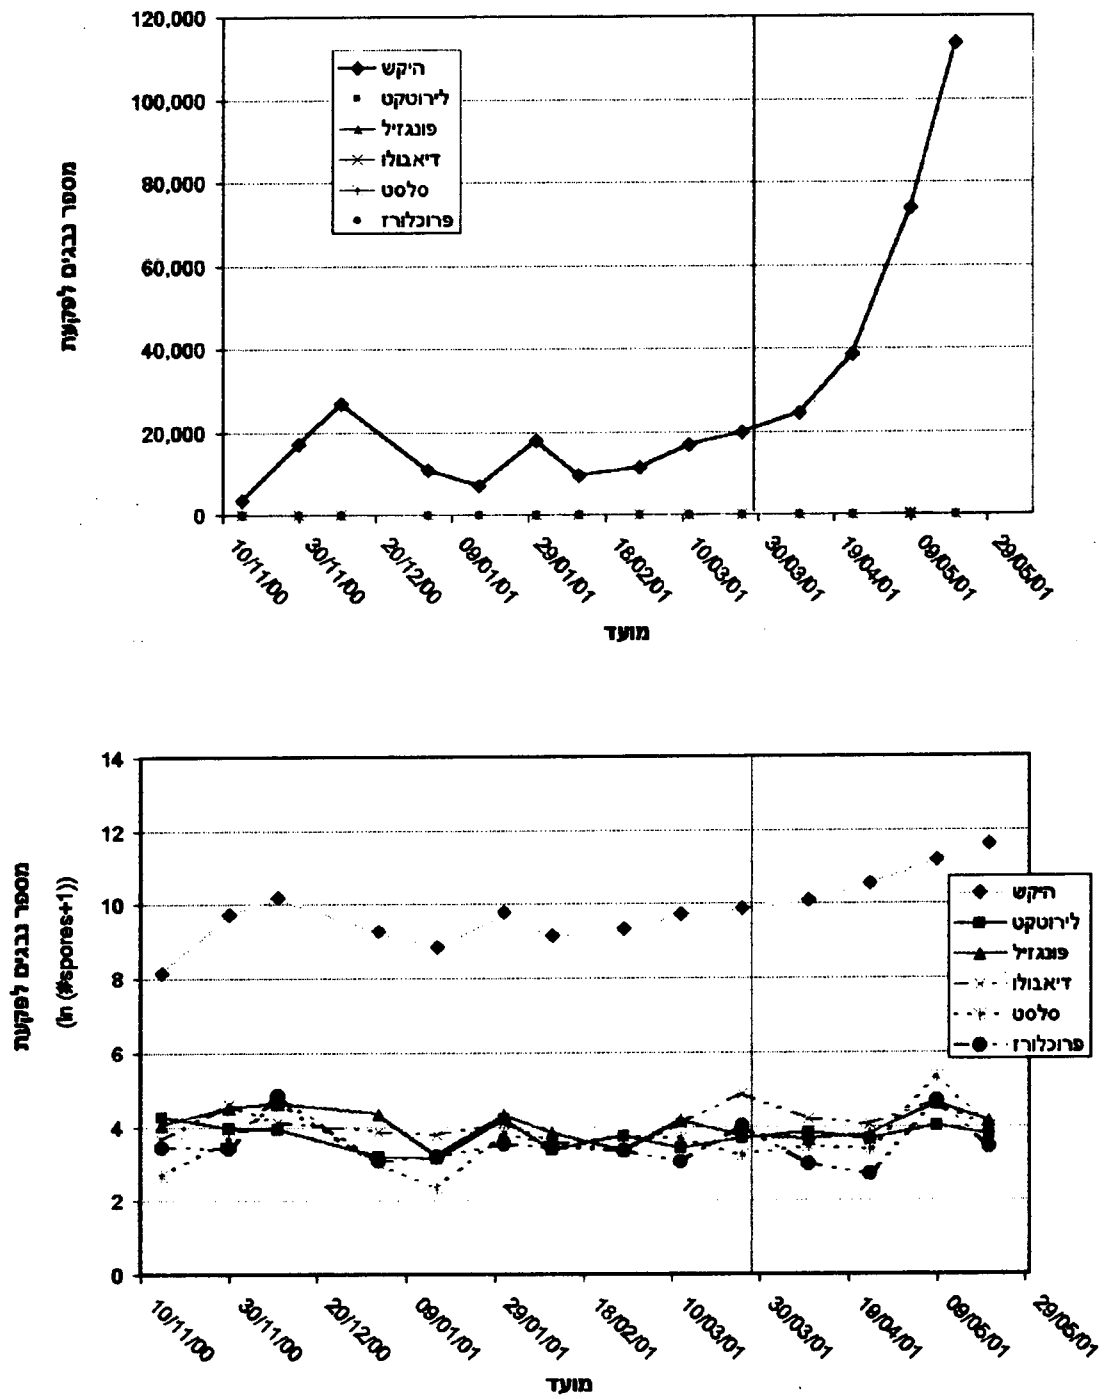 120,000
100,000
80,000
60,000
40,000
20,000
0
היקש
לירוטקט
פונגזיל
דיאבולו
סלסט
פרוכלורז
מספר נבגים לפקעת
10/11/00
30/11/00
20/12/00
09/01/01
29/01/01
18/02/01
10/03/01
30/03/01
19/04/01
09/05/01
29/05/01
מועד
14
12
10
8
6
4
2
0
היקש
לירוטקט
פונגזיל
דיאבולו
סלסט
פרוכלורז
מספר נבגים לפקעת
(ln (#spores+1))
10/11/00
30/11/00
20/12/00
09/01/01
29/01/01
18/02/01
10/03/01
30/03/01
19/04/01
09/05/01
29/05/01
מועד